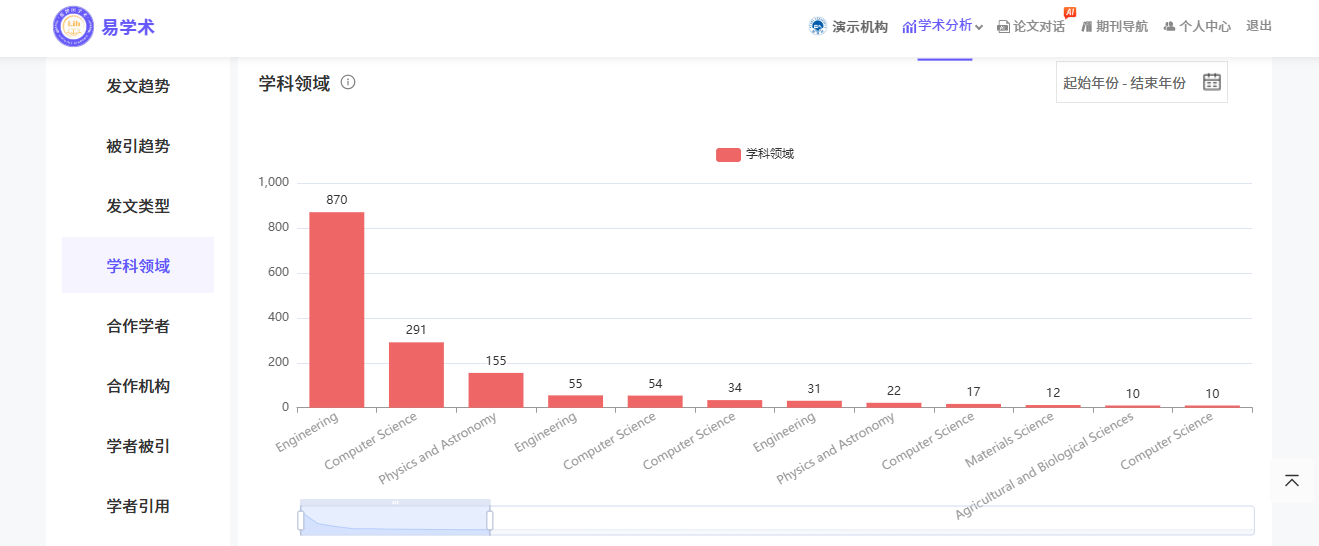 易学术
演示机构
学术分析
论文对话
AI
期刊导航
个人中心
退出
发文趋势
被引趋势
发文类型
学科领域
合作学者
合作机构
学者被引
学者引用
学科领域
起始年份 - 结束年份
学科领域
1,000
800
600
400
200
0
870
291
155
55
54
34
31
22
17
12
10
10
Engineering
Computer Science
Physics and Astronomy
Engineering
Computer Science
Computer Science
Engineering
Physics and Astronomy
Computer Science
Materials Science
Agricultural and Biological Sciences
Computer Science